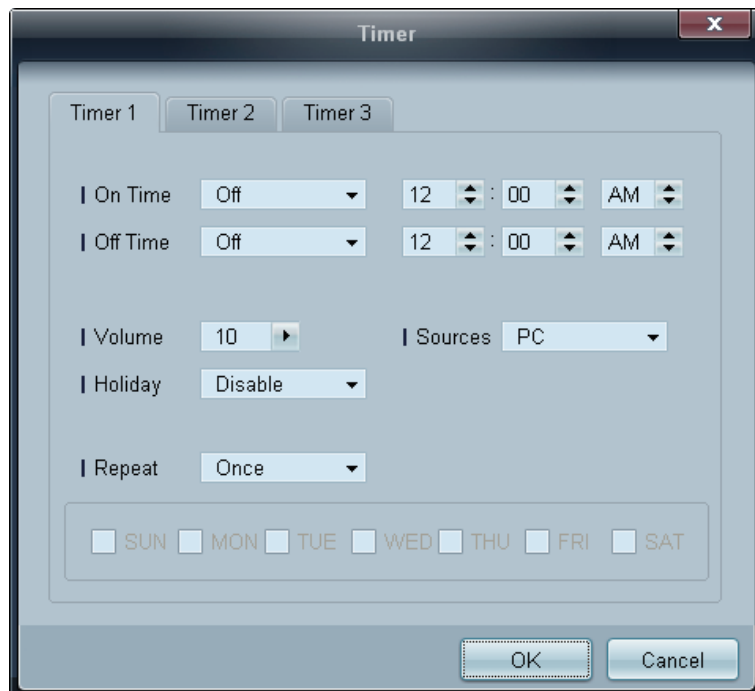 Timer
x
Timer 1 Timer 2 Timer 3
On Time Off 12 : 00 AM
Off Time Off 12 : 00 AM
Volume 10 Sources PC
Holiday Disable
Repeat Once
SUN MON TUE WED THU FRI SAT
OK Cancel